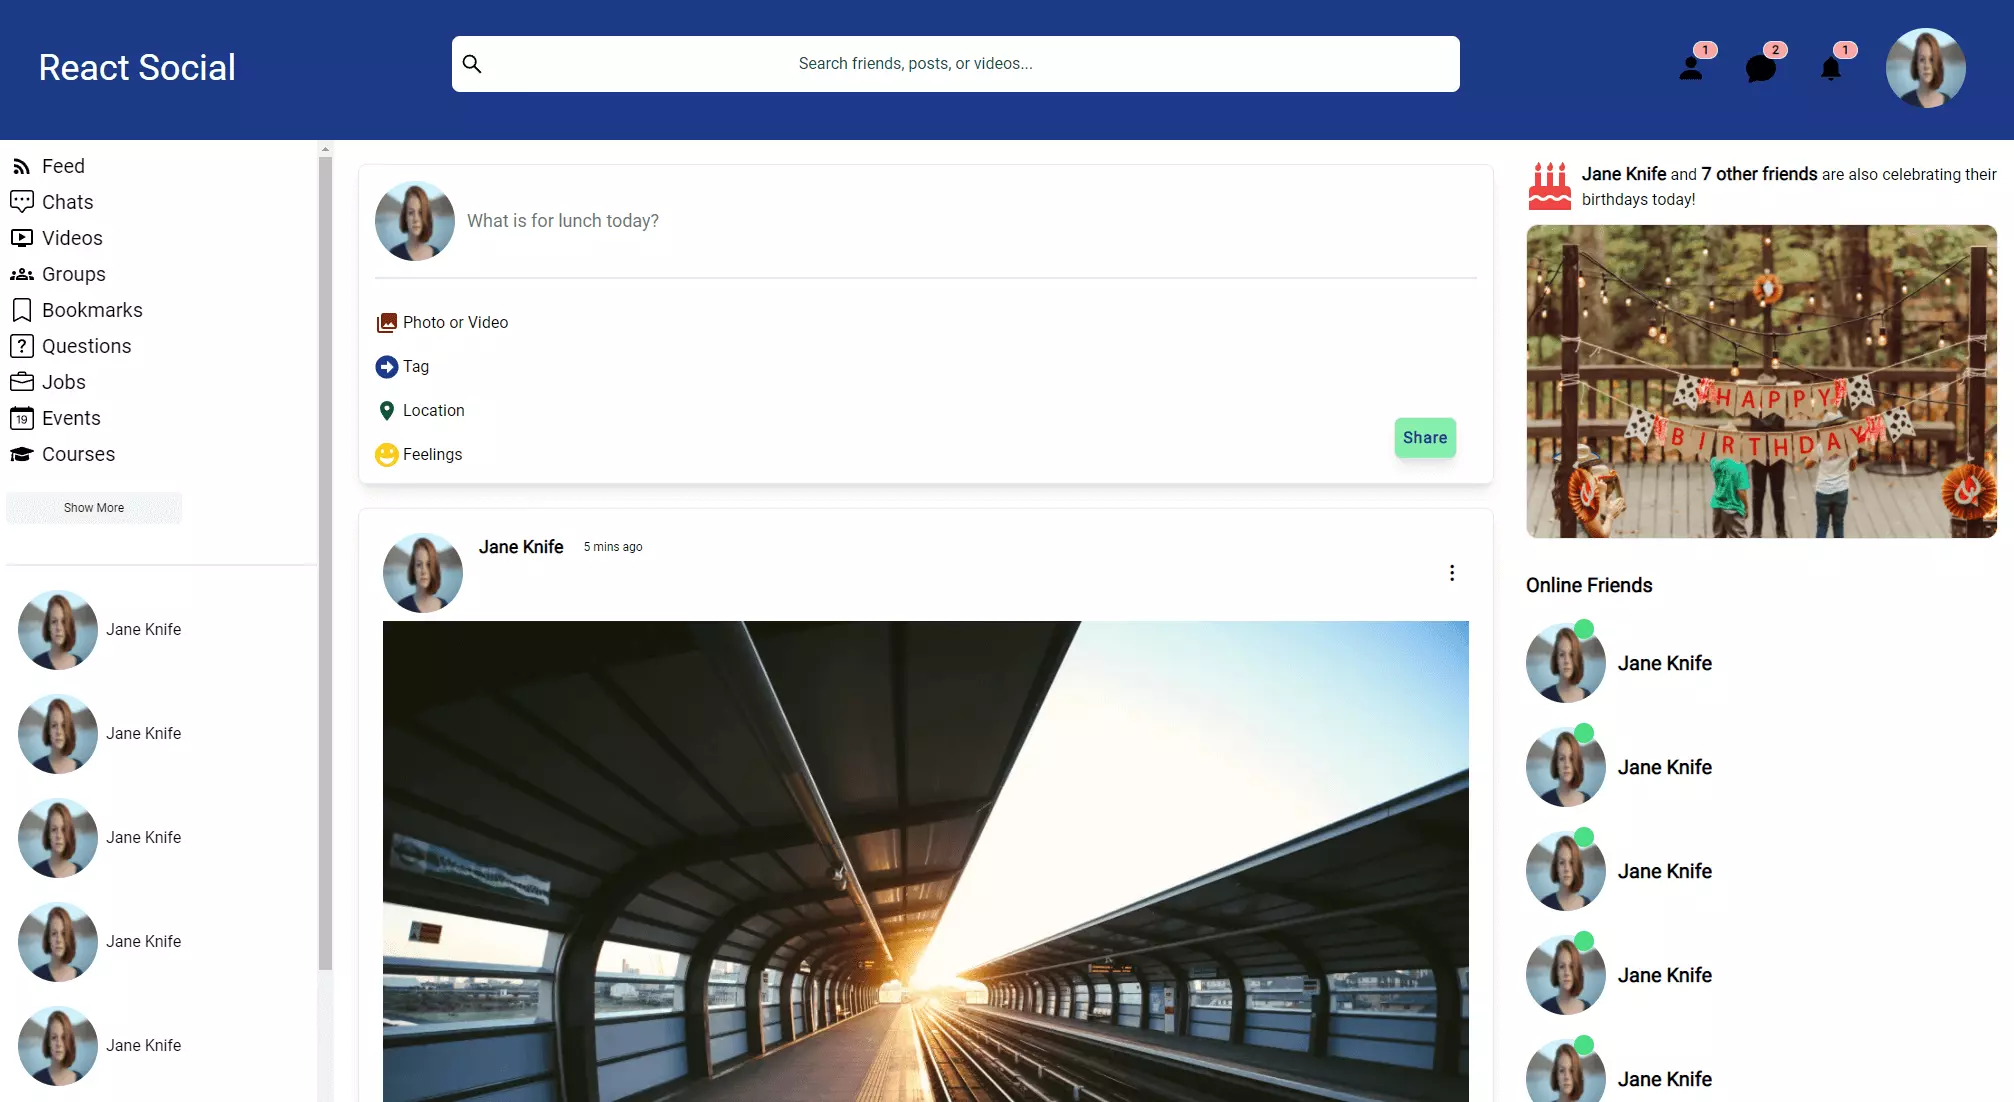 React Social
Search friends, posts, or videos...
1
2
1
Feed
Chats
Videos
Groups
Bookmarks
? Questions
Jobs
19 Events
Courses
Show More
Jane Knife
Jane Knife
Jane Knife
Jane Knife
Jane Knife
What is for lunch today?
Photo or Video
Tag
Location
Feelings
Share
Jane Knife 5 mins ago
Jane Knife and 7 other friends are also celebrating their
birthdays today!
HAPPY
BIRTHDAY
Online Friends
Jane Knife
Jane Knife
Jane Knife
Jane Knife
Jane Knife